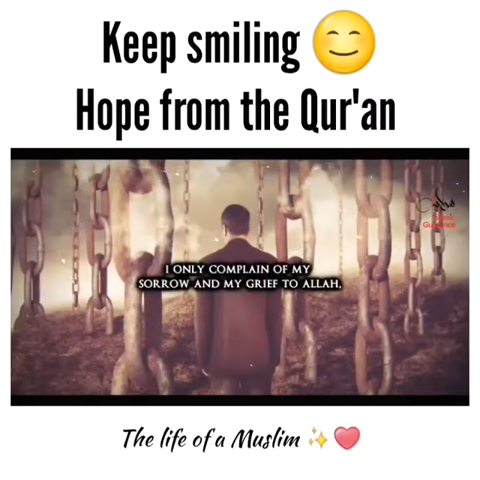 Keep smiling 😊
Hope from the Qur'an
I ONLY COMPLAIN OF MY
SORROW AND MY GRIEF TO ALLAH.
The life of a Muslim ✨❤️